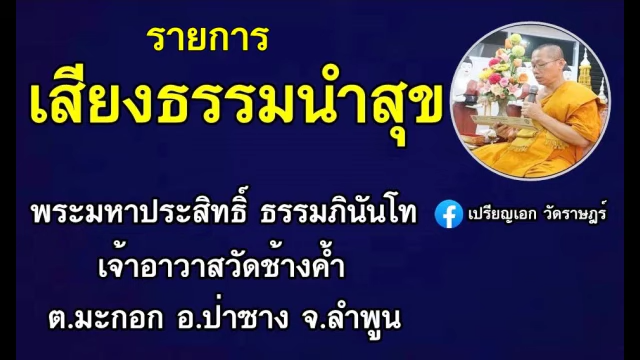 รายการ
เสียงธรรมนำสุข
พระมหาประสิทธิ์ ธรรมภินันโท
เปรียญเอก วัดราษฎร์
เจ้าอาวาสวัดช้างค้ำ
ต.มะกอก อ.ป่าซาง จ.ลำพูน